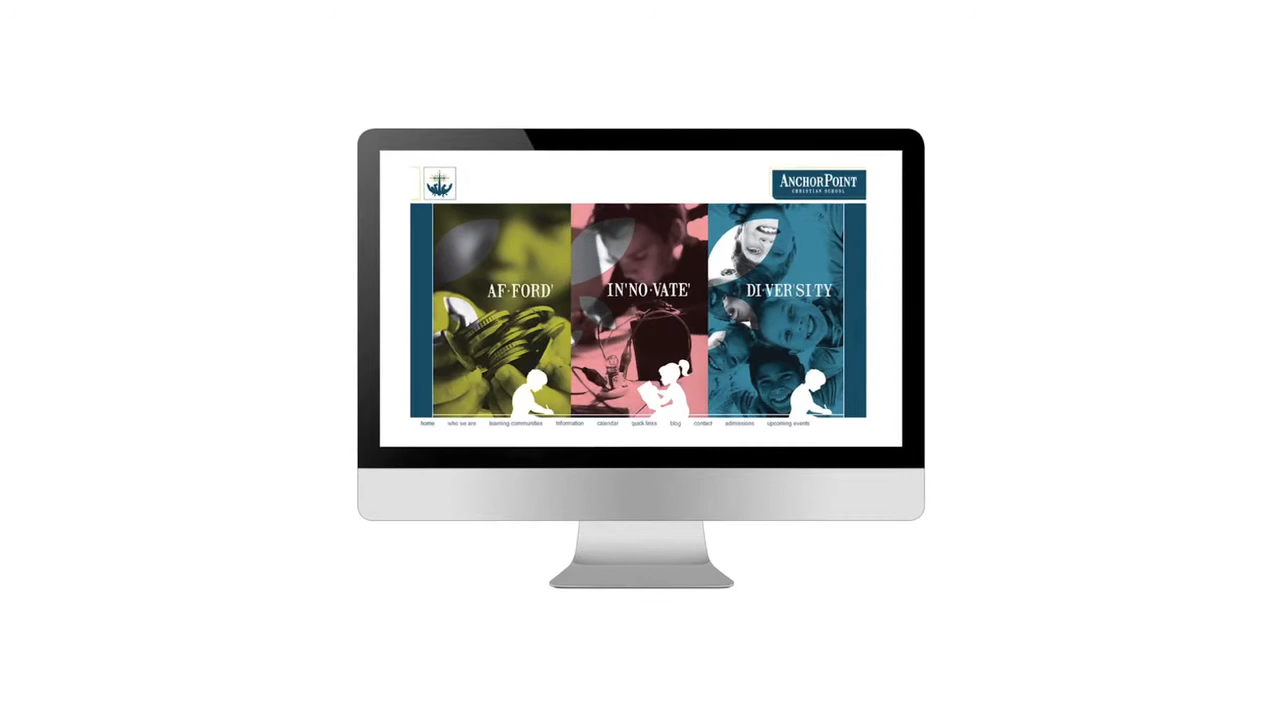 ANCHORPOINT
CHRISTIAN SCHOOL
AF·FORD'
IN'NO·VATE'
DI·VER'SI·TY
home who we are learning communities information calendar quick links blog contact admissions upcoming events